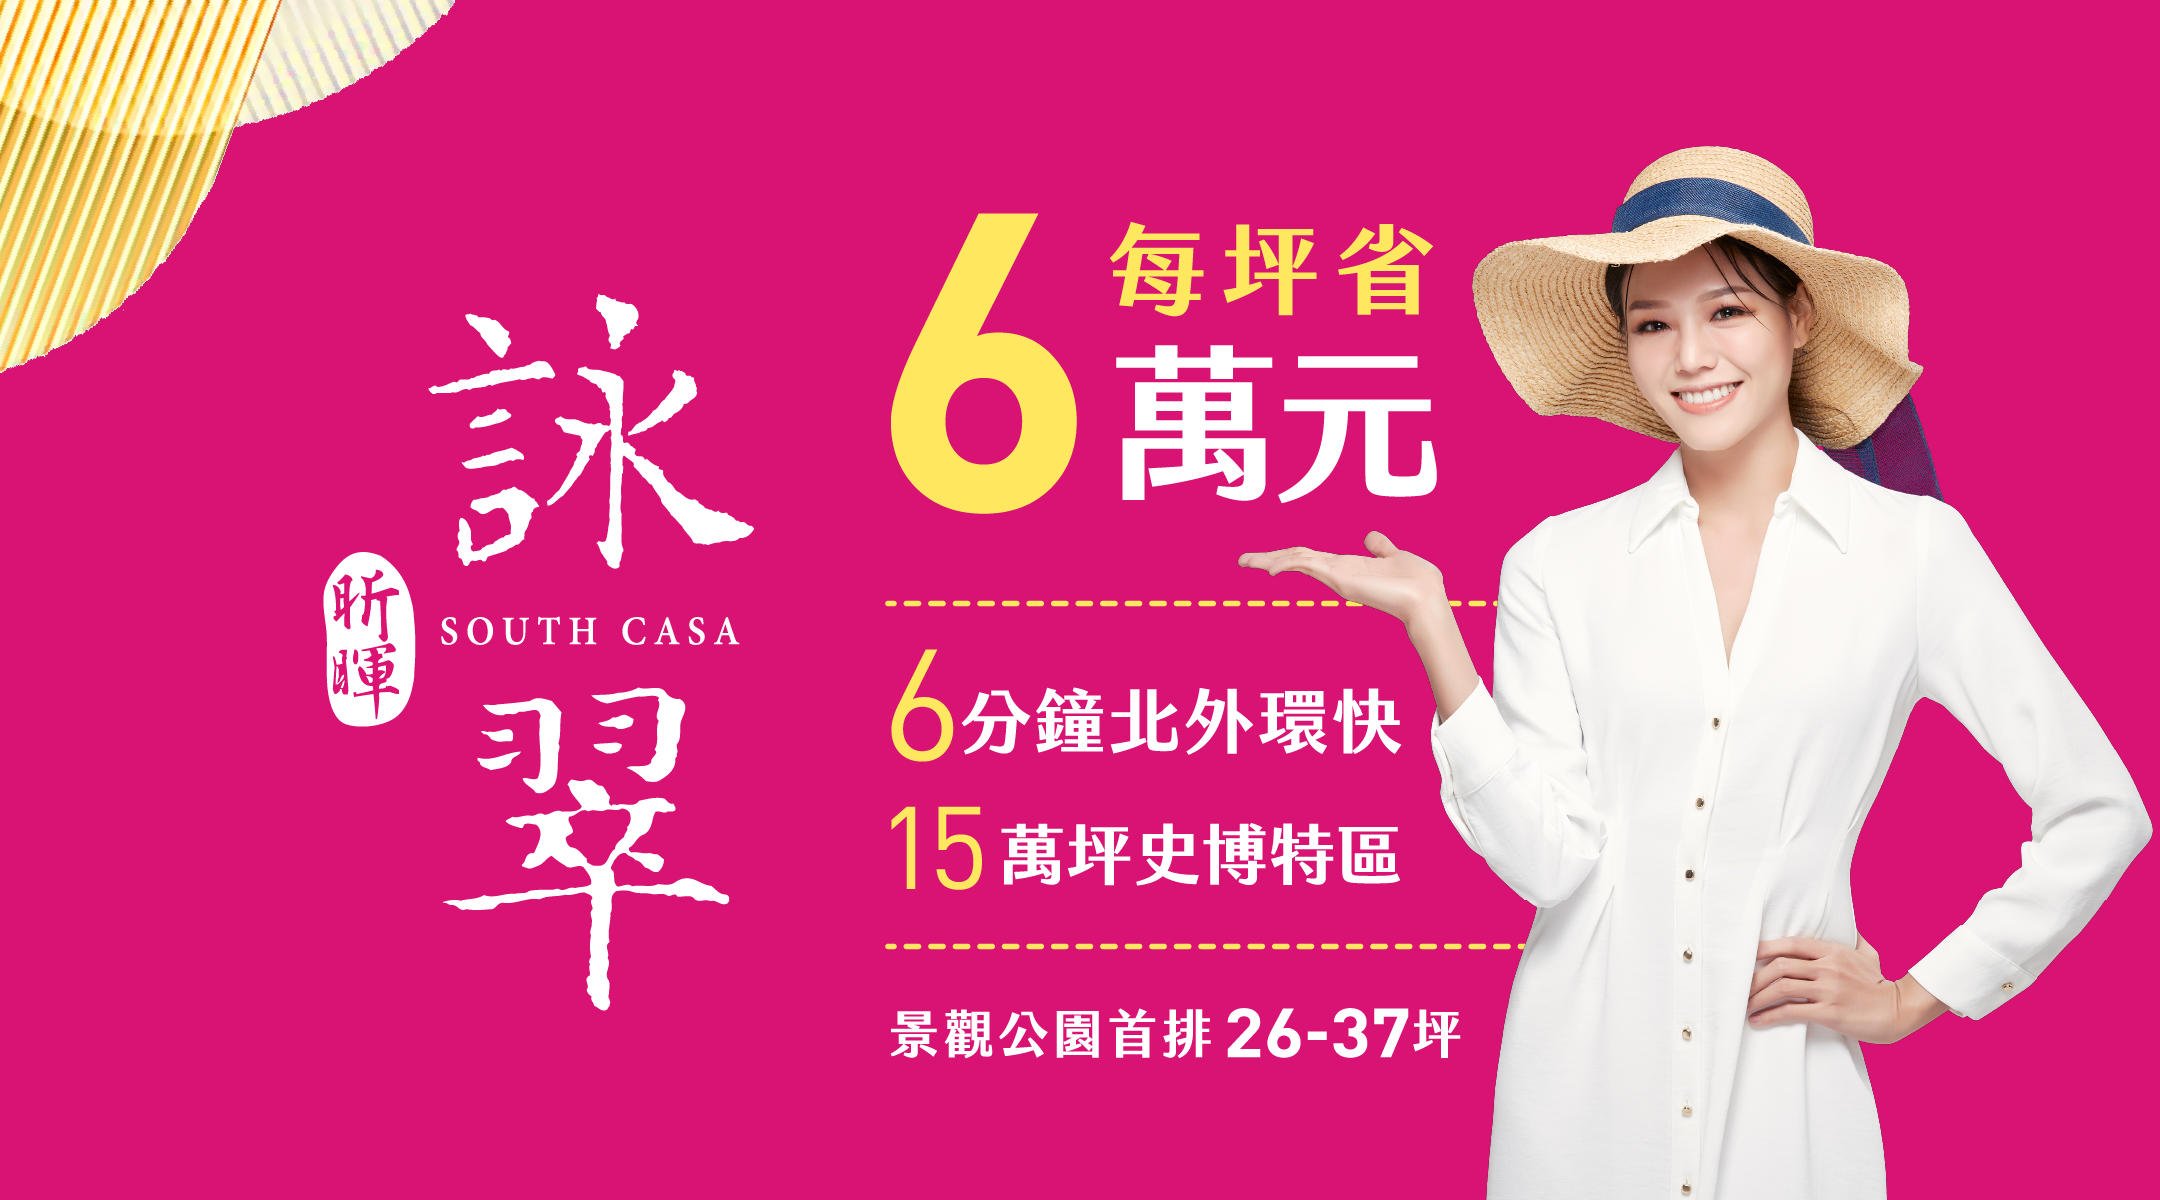 詠翠
SOUTH CASA
昕暉
每坪省
6萬元
6分鐘北外環快
15萬坪史博特區
景觀公園首排 26-37坪